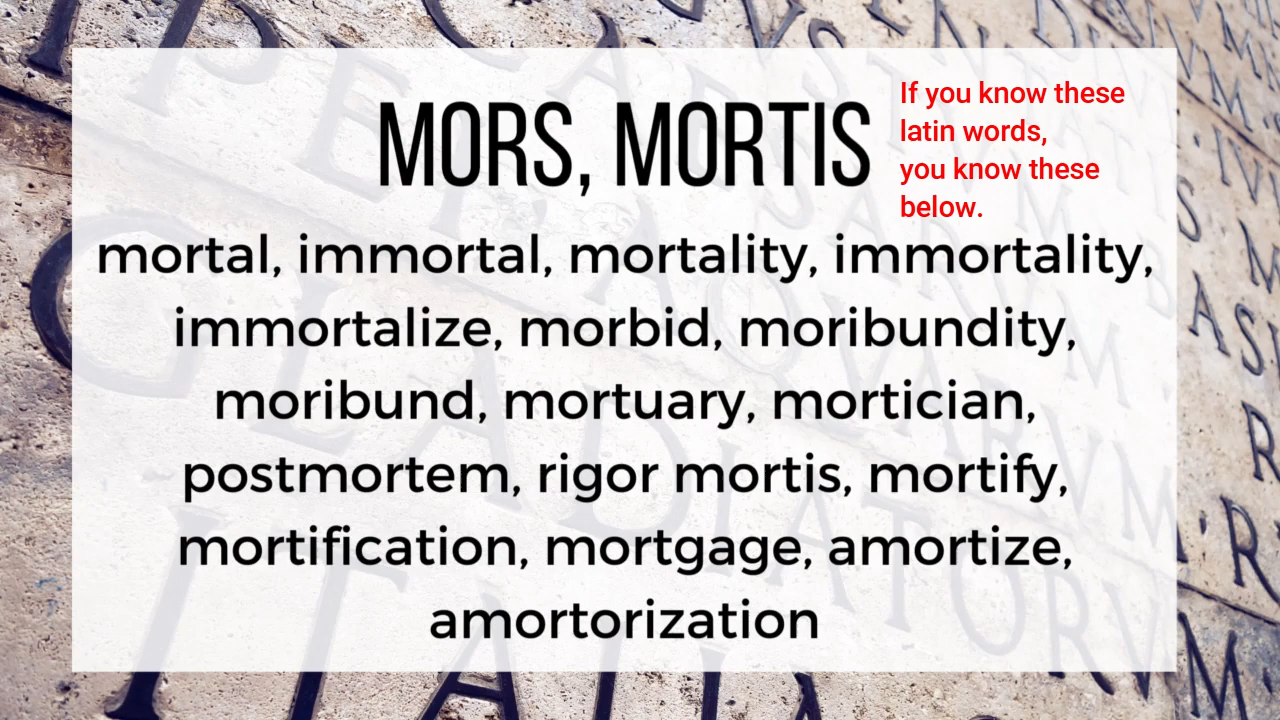 MORS, MORTIS
If you know these
latin words,
you know these
below.
mortal, immortal, mortality, immortality,
immortalize, morbid, moribundity,
moribund, mortuary, mortician,
postmortem, rigor mortis, mortify,
mortification, mortgage, amortize,
amortorization